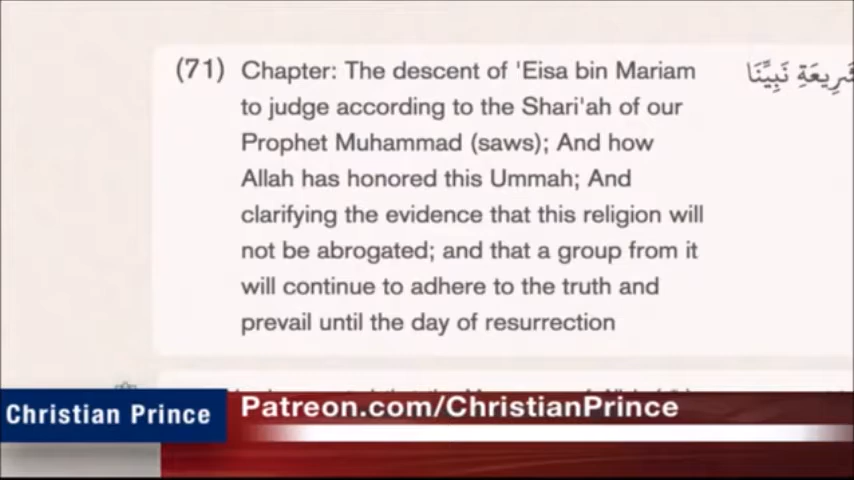 (71) Chapter: The descent of 'Eisa bin Mariam
to judge according to the Shari'ah of our
Prophet Muhammad (saws); And how
Allah has honored this Ummah; And
clarifying the evidence that this religion will
not be abrogated; and that a group from it
will continue to adhere to the truth and
prevail until the day of resurrection
شَرِيعَةِ نَبِيِّنَا
Christian Prince
Patreon.com/ChristianPrince